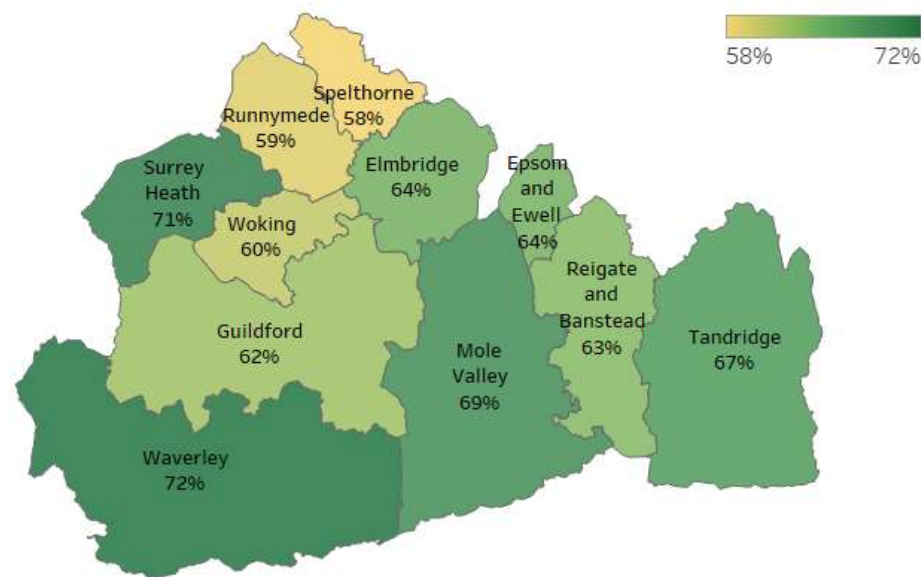 58%
72%
Spelthorne
58%
Runnymede
59%
Elmbridge
64%
Epsom
and
Ewell
64%
Surrey
Heath
71%
Woking
60%
Reigate
and
Banstead
63%
Guildford
62%
Mole
Valley
69%
Tandridge
67%
Waverley
72%